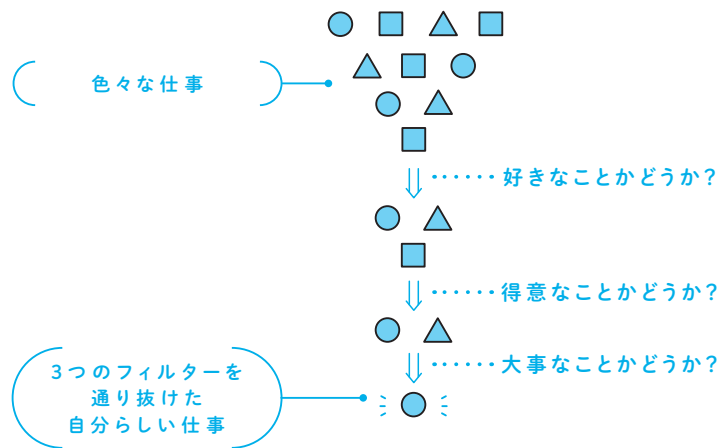 色々な仕事
好きなことかどうか?
得意なことかどうか?
大事なことかどうか?
3つのフィルターを
通り抜けた
自分らしい仕事